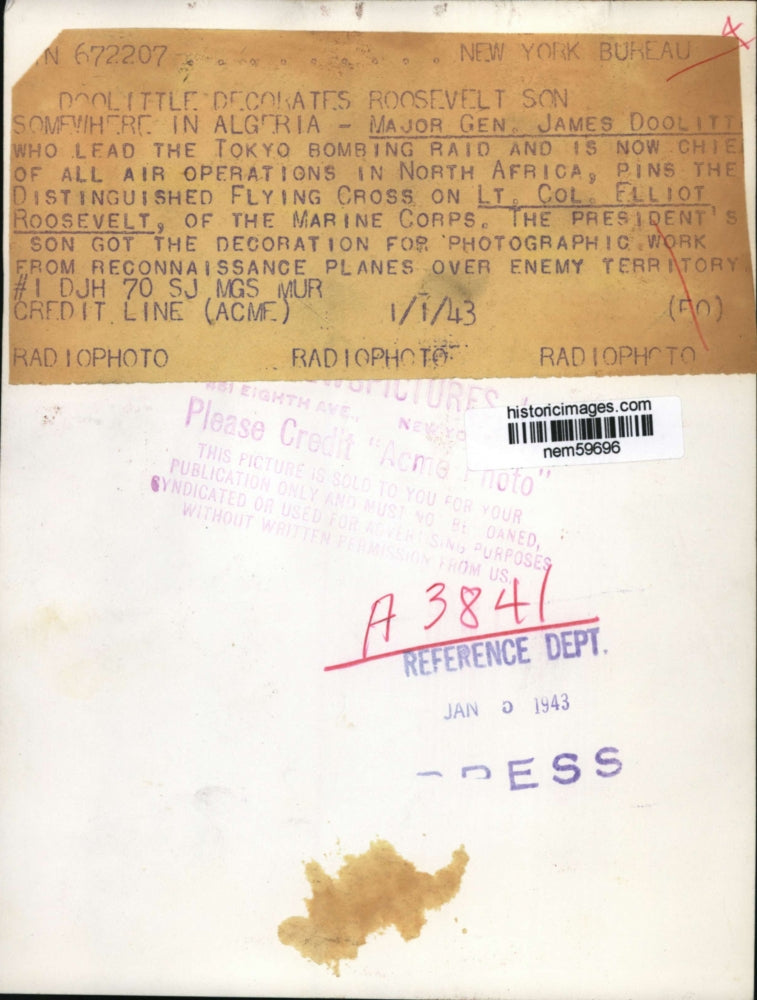 N 672207 . . . . . . . . . NEW YORK BUREAU
DOOLITTLE DECORATES ROOSEVELT SON
SOMEWHERE IN ALGERIA - MAJOR GEN. JAMES DOOLITT
WHO LEAD THE TOKYO BOMBING RAID AND IS NOW CHIE
OF ALL AIR OPERATIONS IN NORTH AFRICA, PINS THE
DISTINGUISHED FLYING CROSS ON LT. COL. ELLIOT
ROOSEVELT, OF THE MARINE CORPS. THE PRESIDENT'S
SON GOT THE DECORATION FOR PHOTOGRAPHIC WORK
FROM RECONNAISSANCE PLANES OVER ENEMY TERRITORY
#1 DJH 70 SJ MGS MUR
CREDIT LINE (ACME) 1/1/43
RADIOPHOTO RADIOPHOTO RADIOPHOTO
EIGHTH AVE., NEW YO
historicimages.com
nem59696
Please Credit "Acme Photo"
THIS PICTURE IS SOLD TO YOU FOR YOUR
PUBLICATION ONLY AND MUST NO BE OANED,
SYNDICATED OR USED FOR ADVERTISING PURPOSES
WITHOUT WRITTEN PERMISSION FROM US.
A 3841
REFERENCE DEPT.
JAN 1943
ESS